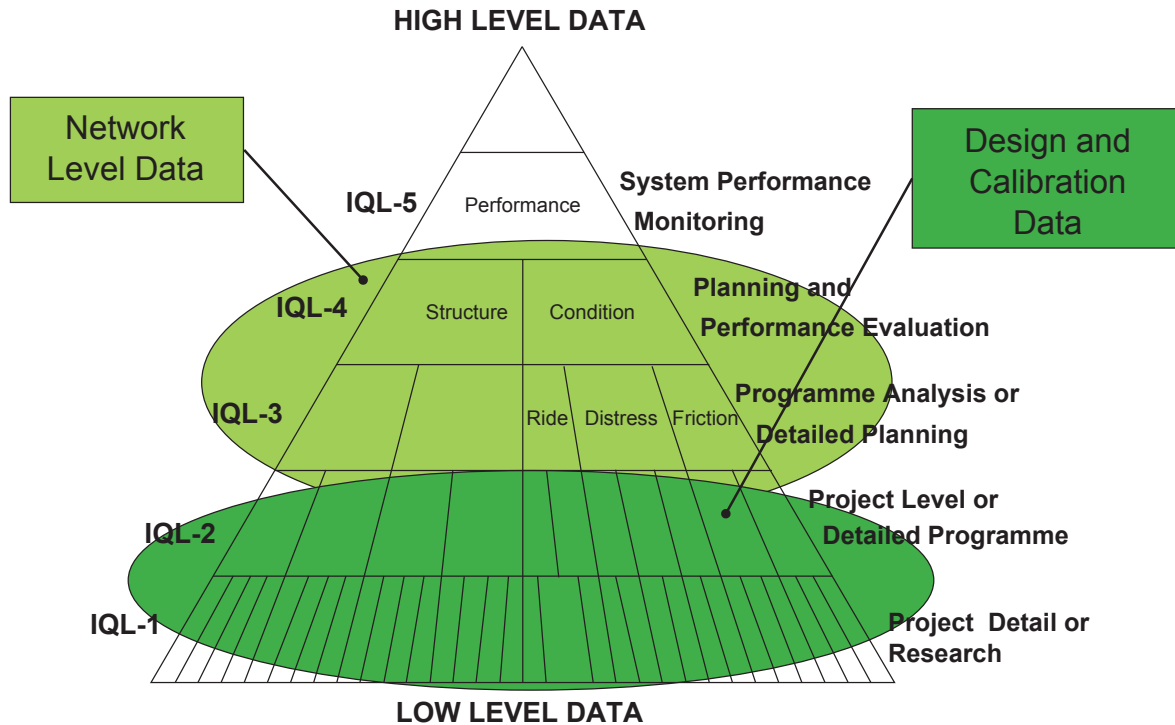 HIGH LEVEL DATA
Network
Level Data
Design and
Calibration
Data
IQL-5
Performance
System Performance
Monitoring
IQL-4
Structure
Condition
Planning and
Performance Evaluation
IQL-3
Ride
Distress
Friction
Programme Analysis or
Detailed Planning
IQL-2
Project Level or
Detailed Programme
IQL-1
Project Detail or
Research
LOW LEVEL DATA